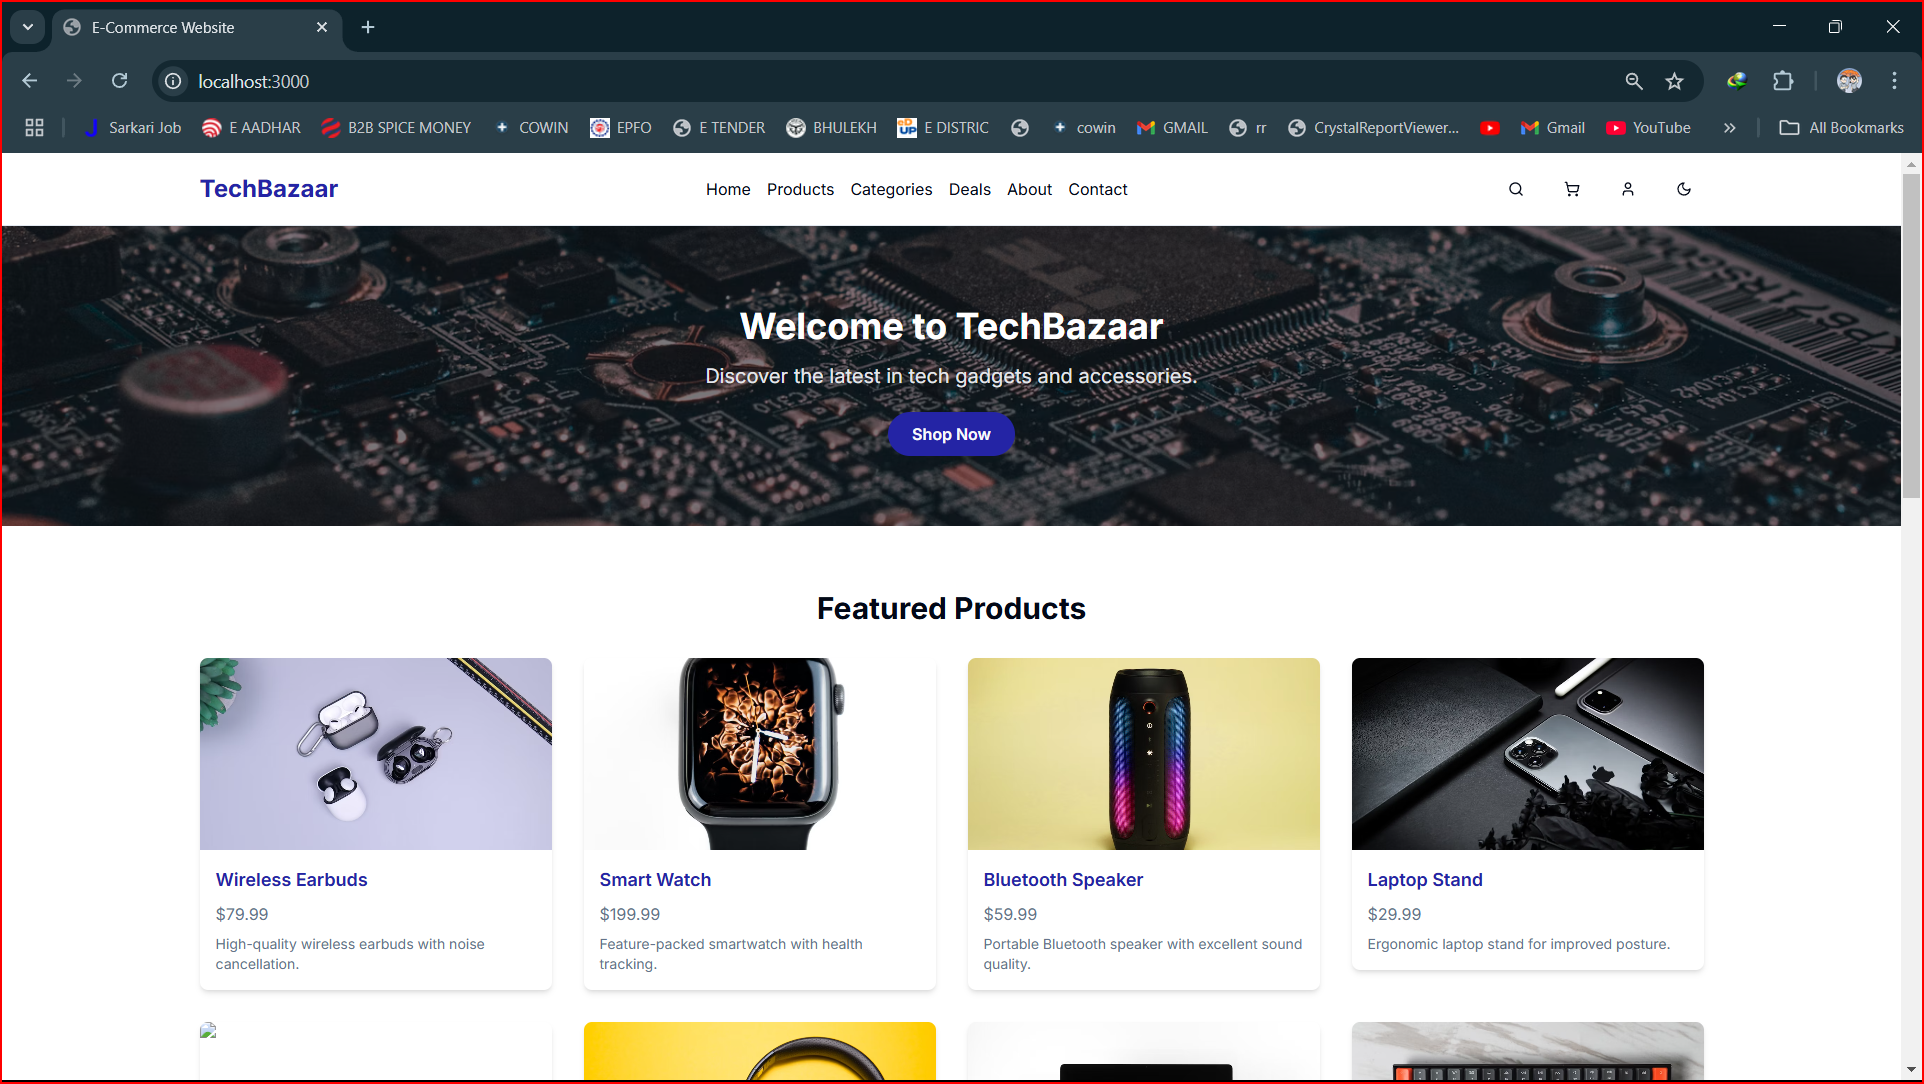 E-Commerce Website
localhost:3000
Sarkari Job
E AADHAR
B2B SPICE MONEY
COWIN
EPFO
E TENDER
BHULEKH
E DISTRIC
cowin
GMAIL
rr
CrystalReportViewer...
Gmail
YouTube
All Bookmarks
TechBazaar
Home Products Categories Deals About Contact
Welcome to TechBazaar
Discover the latest in tech gadgets and accessories.
Shop Now
Featured Products
Wireless Earbuds
$79.99
High-quality wireless earbuds with noise
cancellation.
Smart Watch
$199.99
Feature-packed smartwatch with health
tracking.
Bluetooth Speaker
$59.99
Portable Bluetooth speaker with excellent sound
quality.
Laptop Stand
$29.99
Ergonomic laptop stand for improved posture.